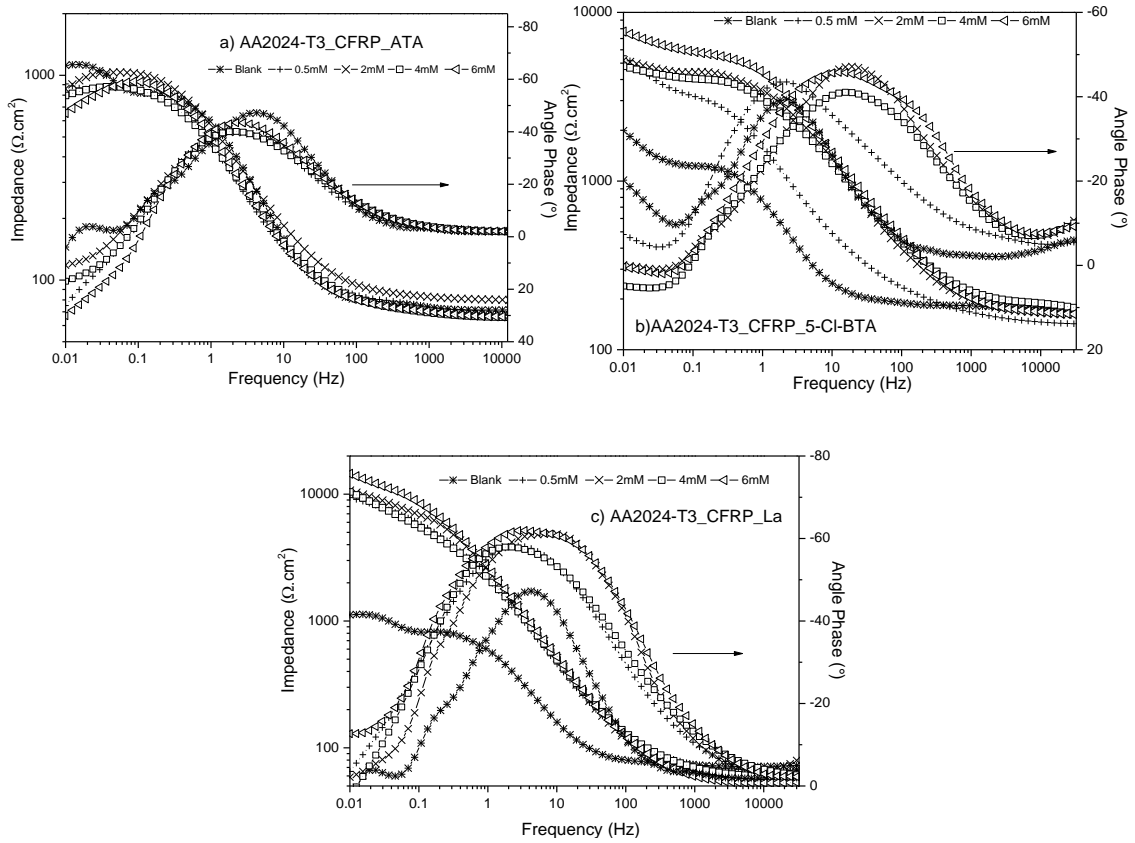 a) AA2024-T3_CFRP_ATA
Blank 0.5mM 2mM 4mM 6mM
1000
100
Impedance (Ω.cm²)
0.01 0.1 1 10 100 1000 10000
Frequency (Hz)
-80
-60
-40
-20
0
20
40
Angle Phase (°)
Blank 0.5 mM 2mM 4mM 6mM
10000
1000
100
Impedance (Ω.cm²)
b)AA2024-T3_CFRP_5-Cl-BTA
0.01 0.1 1 10 100 1000 10000
Frequency (Hz)
-60
-40
-20
0
20
Angle Phase (°)
Blank 0.5mM 2mM 4mM 6mM
c) AA2024-T3_CFRP_La
10000
1000
100
Impedance (Ω.cm²)
0.01 0.1 1 10 100 1000 10000
Frequency (Hz)
-80
-60
-40
-20
0
Angle Phase (°)